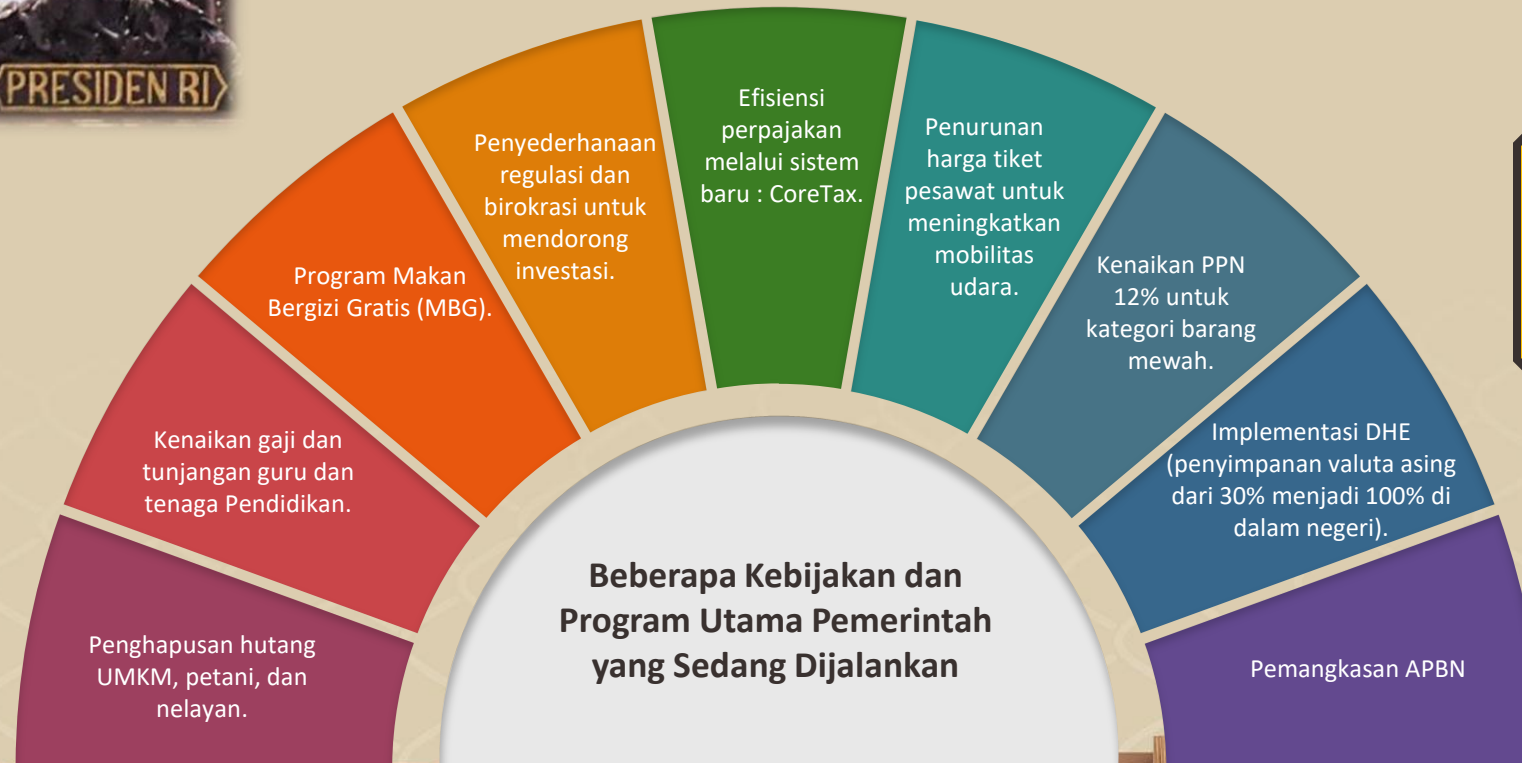 PRESIDEN RI
Penghapusan hutang
UMKM, petani, dan
nelayan.
Kenaikan gaji dan
tunjangan guru dan
tenaga Pendidikan.
Program Makan
Bergizi Gratis (MBG).
Penyederhanaan
regulasi dan
birokrasi untuk
mendorong
investasi.
Efisiensi
perpajakan
melalui sistem
baru : CoreTax.
Penurunan
harga tiket
pesawat untuk
meningkatkan
mobilitas
udara.
Kenaikan PPN
12% untuk
kategori barang
mewah.
Implementasi DHE
(penyimpanan valuta asing
dari 30% menjadi 100% di
dalam negeri).
Pemangkasan APBN
Beberapa Kebijakan dan
Program Utama Pemerintah
yang Sedang Dijalankan